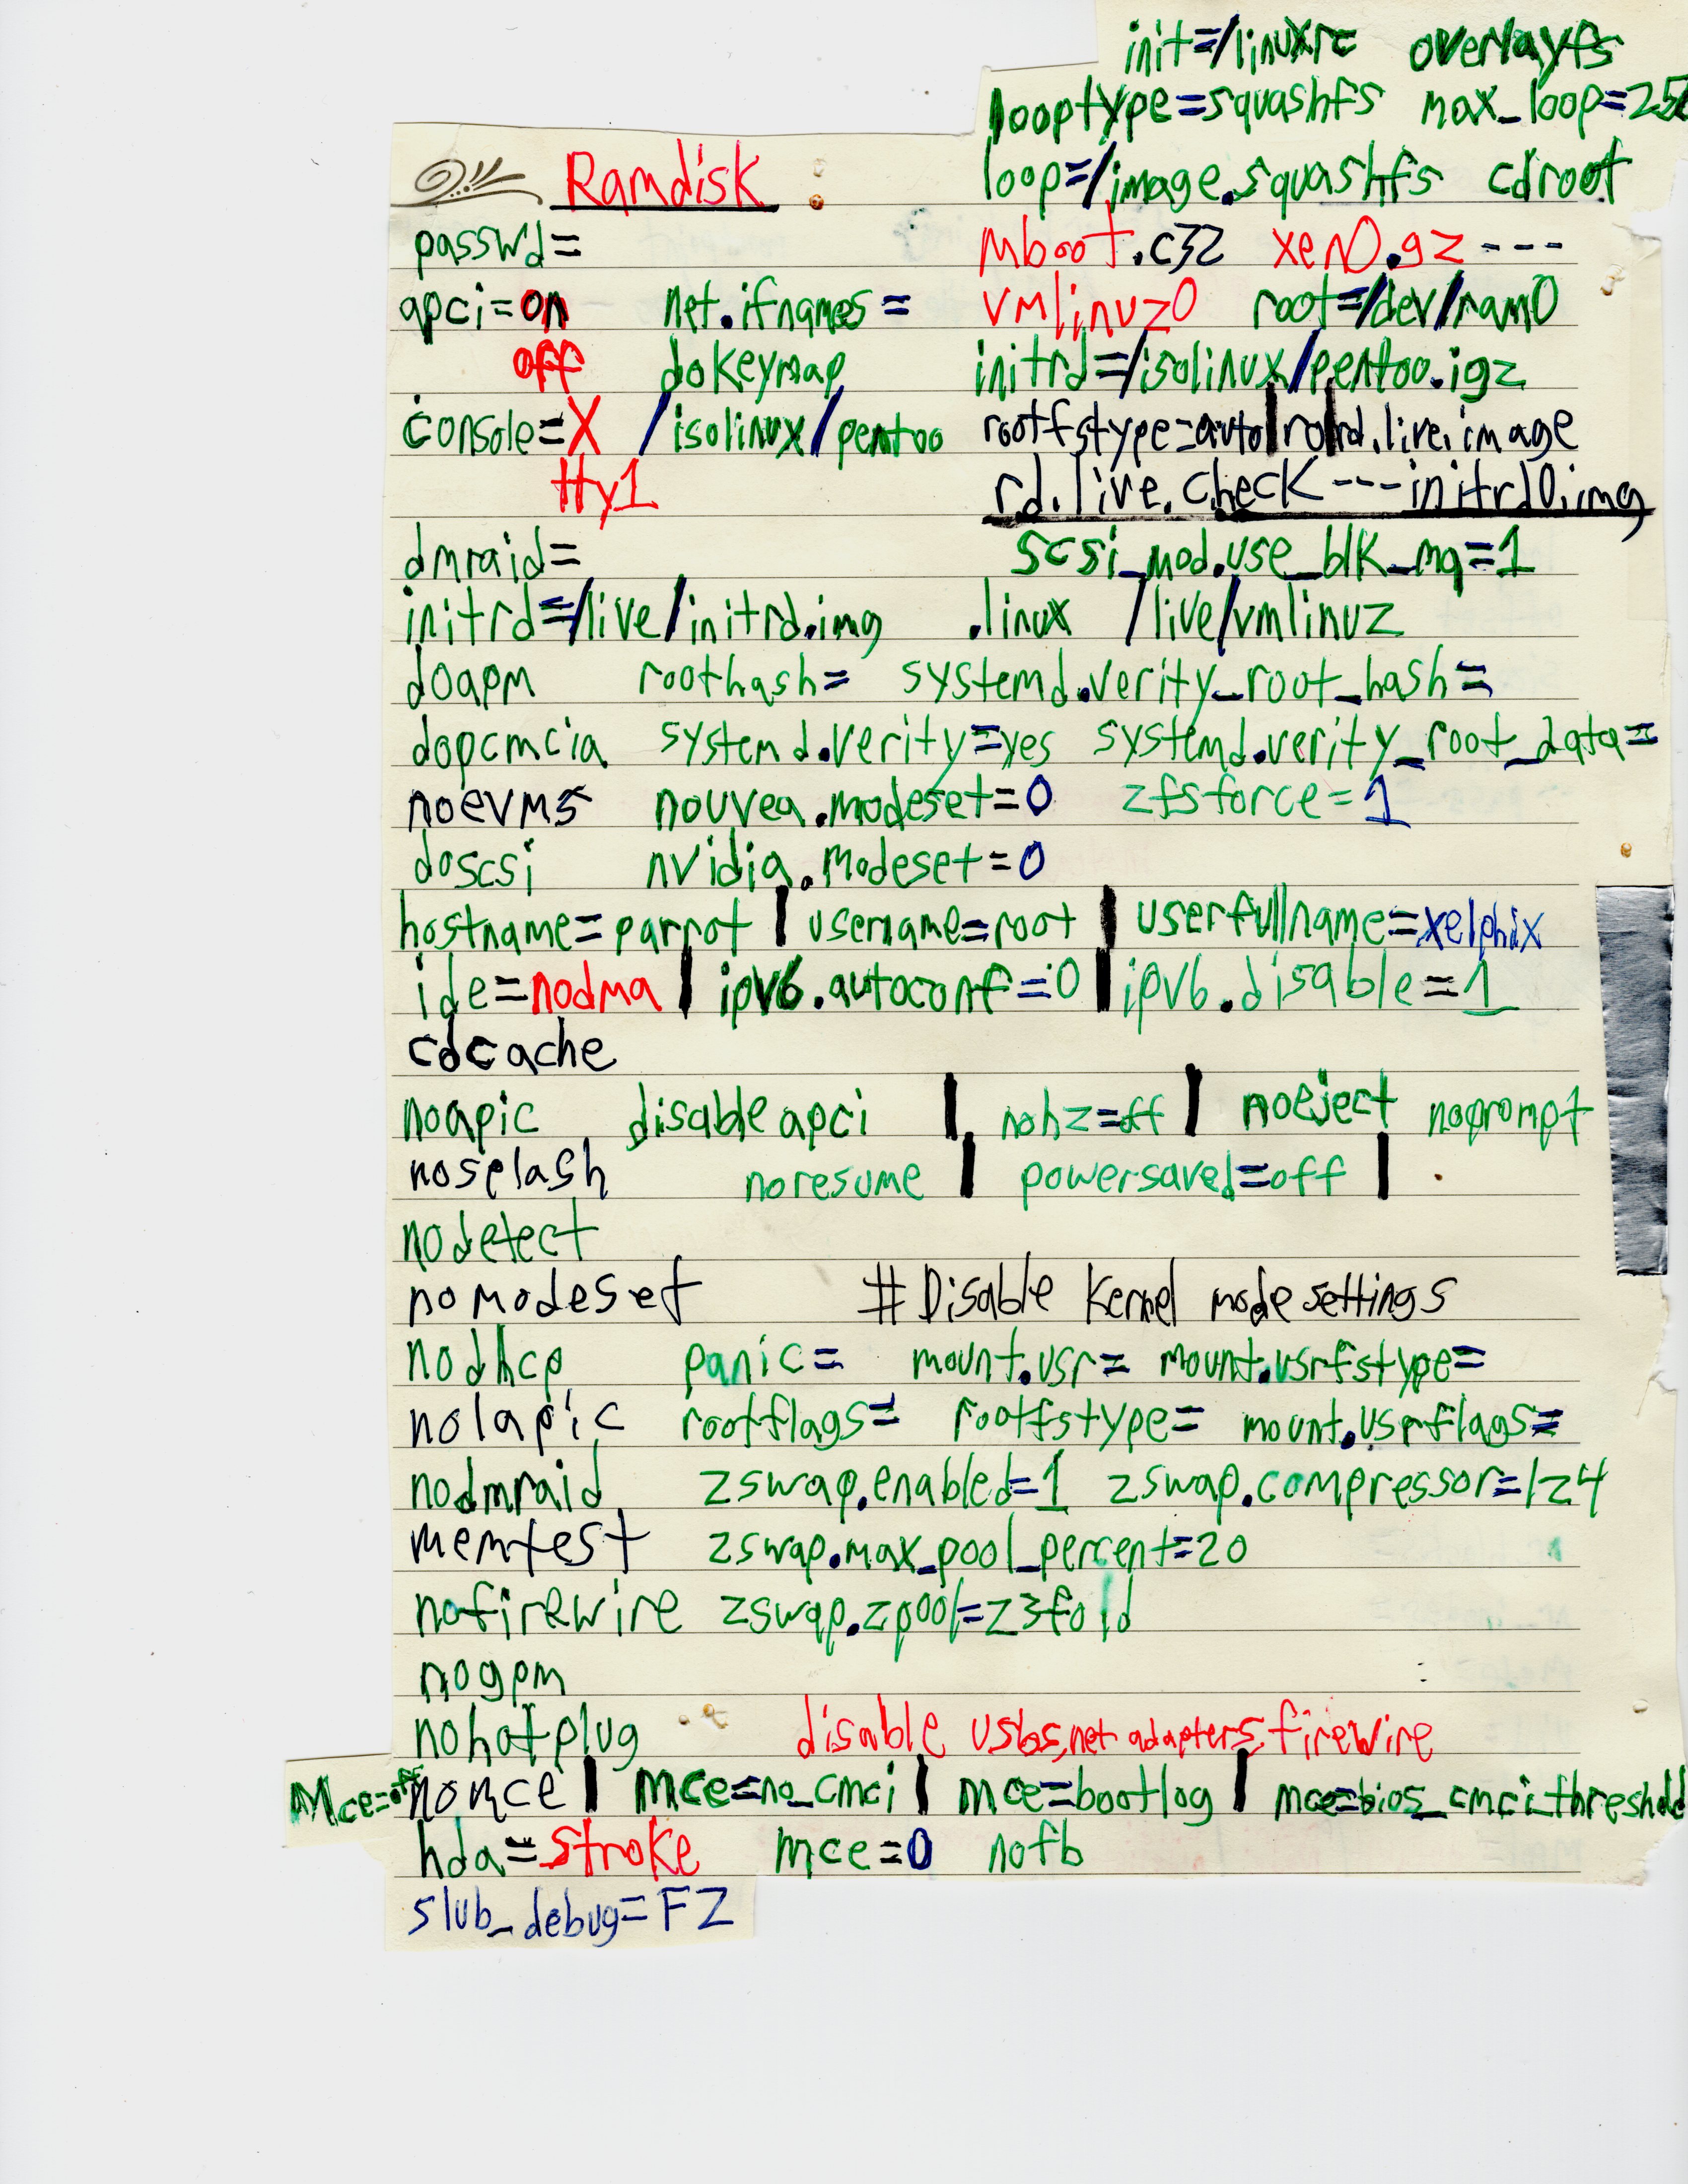 init=/linuxrc overlayfs
looptype=squashfs max_loop=256
Ramdisk : loop=/image.squashfs cdroot
passwd= mboot.c32 xen0.gz ---
apci=on net.ifnames= vmlinuz0 root=/dev/ram0
off dokeymap initrd=/isolinux/pentoo.igz
console=X /isolinux/pentoo rootfstype=auto|ro|rd.live.image
tty1 rd.live.check---initrd0.img
dmraid= scsi_mod.use_blk_mq=1
initrd=/live/initrd.img .linux /live/vmlinuz
doapm roothash= systemd.verity_root_hash=
dopcmcia systemd.verity=yes systemd.verity_root_data=
noevms nouvea.modeset=0 zfsforce=1
doscsi nvidia.modeset=0
hostname=parrot | username=root | userfullname=xelphix
ide=nodma | ipv6.autoconf=0 | ipv6.disable=1
cdcache
noapic disableapci | nohz=off | noeject noprompt
nosplash noresume | powersaved=off |
nodetect
nomodeset # Disable kernel mode settings
nodhcp panic= mount.usr= mount.usrfstype=
nolapic rootflags= rootfstype= mount.usrflags=
nodmraid zswap.enabled=1 zswap.compressor=lz4
memtest zswap.max_pool_percent=20
nofirewire zswap.zpool=z3fold
nogpm
nohotplug disable usbs, net adapters, firewire
Mce=off nomce | mce=no_cmci | mce=bootlog | mce=bios_cmci_threshold
hda=stroke mce=0 nofb
slub_debug=FZ